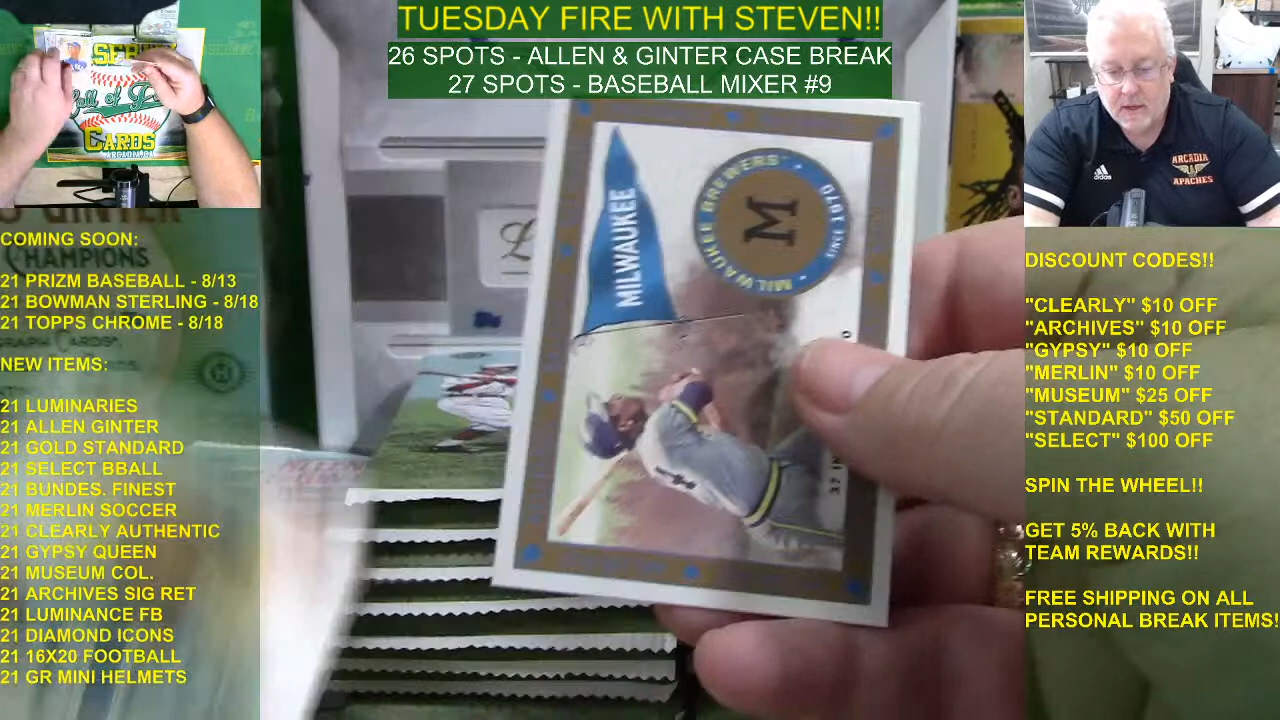 TUESDAY FIRE WITH STEVEN!!
26 SPOTS - ALLEN & GINTER CASE BREAK
27 SPOTS - BASEBALL MIXER #9
CARDS
ARCADIA
APACHES
adidas
GINTER
CHAMPIONS
COMING SOON:
21 PRIZM BASEBALL - 8/13
21 BOWMAN STERLING - 8/18
21 TOPPS CHROME - 8/18
NEW ITEMS:
21 LUMINARIES
21 ALLEN GINTER
21 GOLD STANDARD
21 SELECT BBALL
21 BUNDES. FINEST
21 MERLIN SOCCER
21 CLEARLY AUTHENTIC
21 GYPSY QUEEN
21 MUSEUM COL.
21 ARCHIVES SIG RET
21 LUMINANCE FB
21 DIAMOND ICONS
21 16X20 FOOTBALL
21 GR MINI HELMETS
MILWAUKEE
MILWAUKEE BREWERS
SINCE 1970
M
DISCOUNT CODES!!
"CLEARLY" $10 OFF
"ARCHIVES" $10 OFF
"GYPSY" $10 OFF
"MERLIN" $10 OFF
"MUSEUM" $25 OFF
"STANDARD" $50 OFF
"SELECT" $100 OFF
SPIN THE WHEEL!!
GET 5% BACK WITH
TEAM REWARDS!!
FREE SHIPPING ON ALL
PERSONAL BREAK ITEMS!